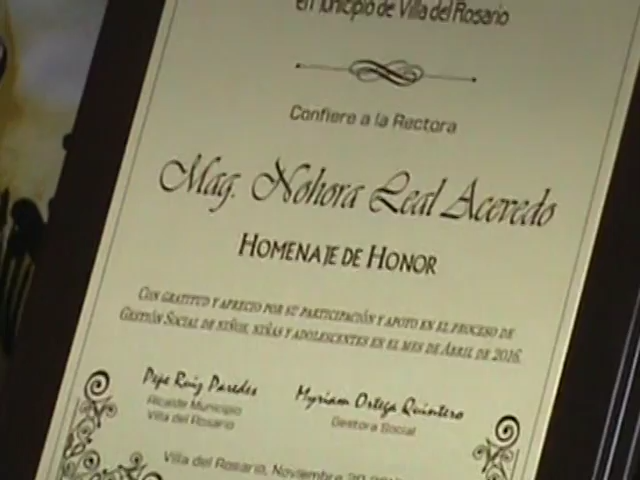 Municipio de Villa del Rosario
Confiere a la Rectora
Mag. Nohora Leal Acevedo
HOMENAJE DE HONOR
CON GRATITUD Y APRECIO POR SU PARTICIPACIÓN Y APOYO EN EL PROCESO DE
GESTIÓN SOCIAL DE NIÑOS, NIÑAS Y ADOLESCENTES EN EL MES DE ABRIL DE 2016.
Pepe Ruiz Paredes
Alcalde Municipio
Villa del Rosario
Myriam Ortega Quintero
Gestora Social
Villa del Rosario, Noviembre